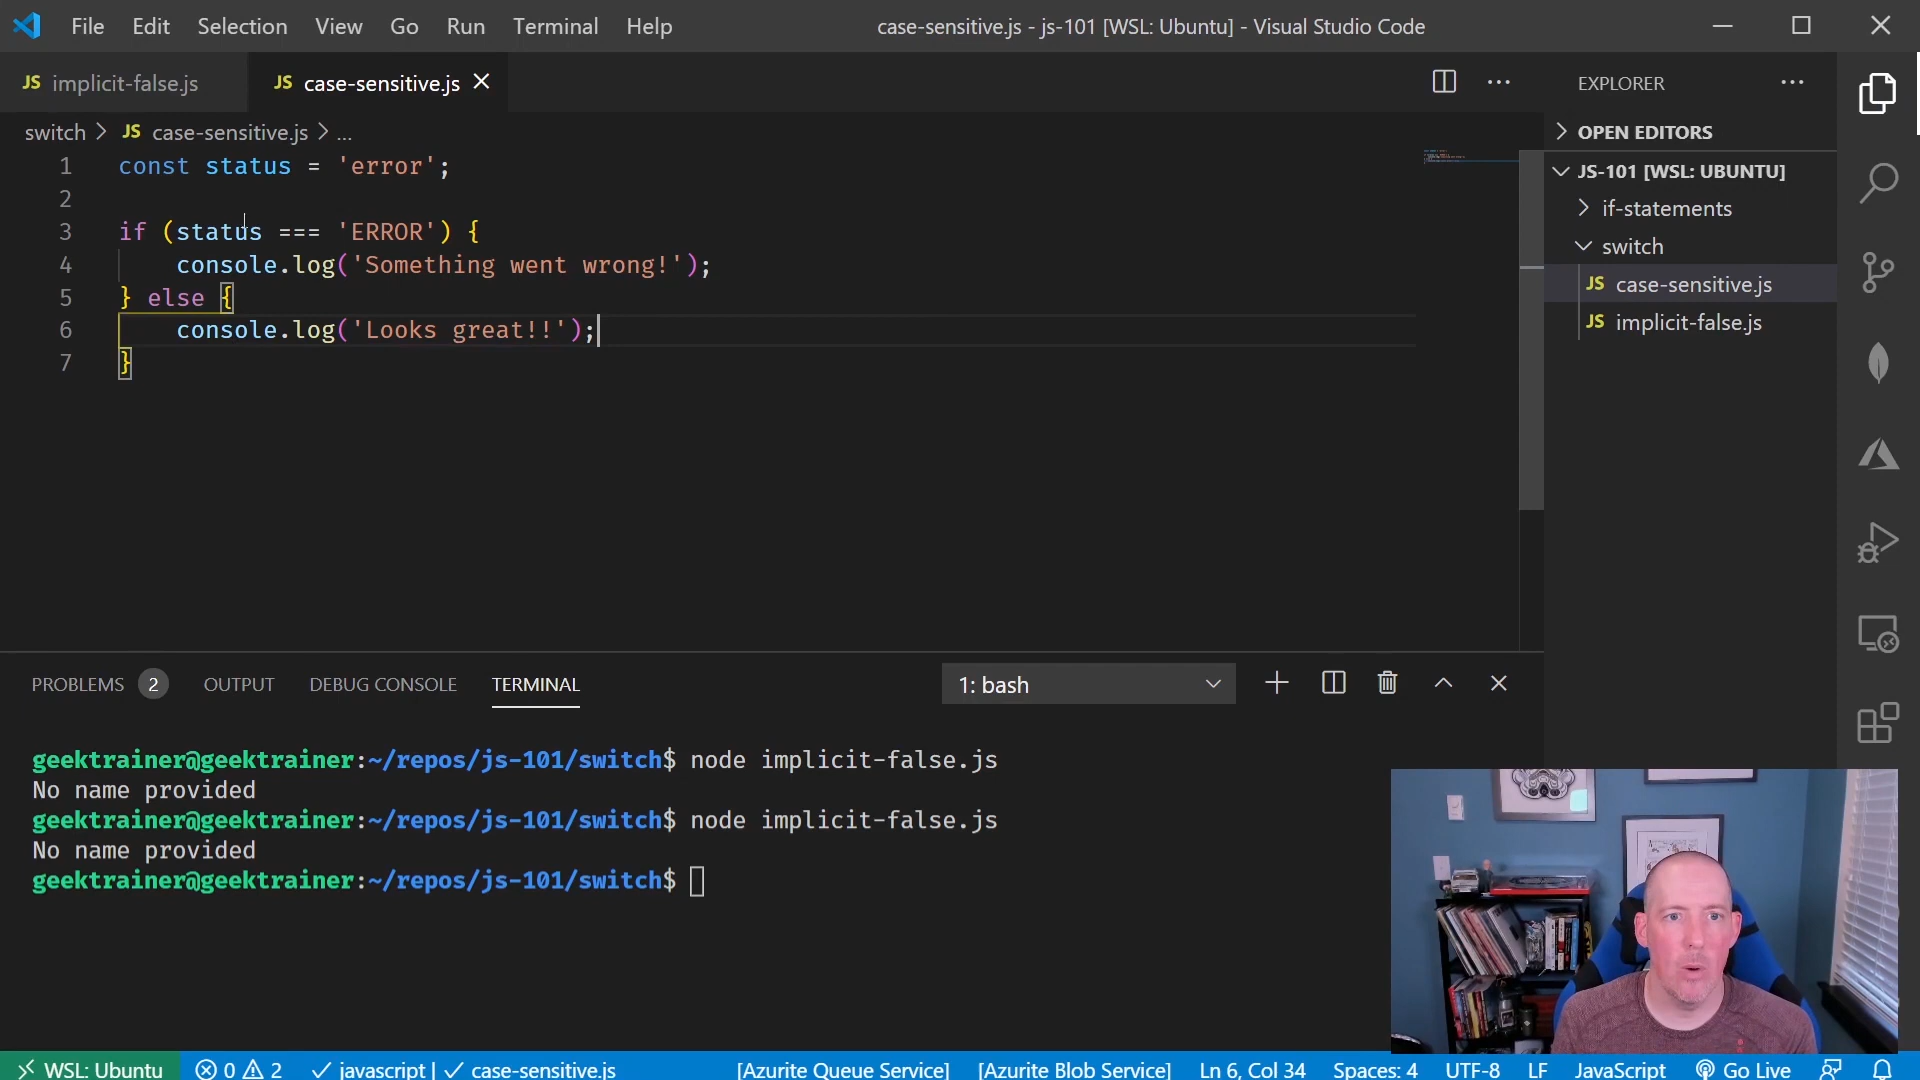 File Edit Selection View Go Run Terminal Help
case-sensitive.js - js-101 [WSL: Ubuntu] - Visual Studio Code
JS implicit-false.js
JS case-sensitive.js
switch > JS case-sensitive.js > ...
1 const status = 'error';
2
3 if (status === 'ERROR') {
4 console.log('Something went wrong!');
5 } else {
6 console.log('Looks great!!');
7 }
EXPLORER
OPEN EDITORS
JS-101 [WSL: UBUNTU]
if-statements
switch
JS case-sensitive.js
JS implicit-false.js
PROBLEMS 2 OUTPUT DEBUG CONSOLE TERMINAL
1: bash
geektrainer@geektrainer:~/repos/js-101/switch$ node implicit-false.js
No name provided
geektrainer@geektrainer:~/repos/js-101/switch$ node implicit-false.js
No name provided
geektrainer@geektrainer:~/repos/js-101/switch$
WSL: Ubuntu 0 2 javascript | case-sensitive.js [Azurite Queue Service] [Azurite Blob Service] Ln 6, Col 34 Spaces: 4 UTF-8 LF JavaScript Go Live